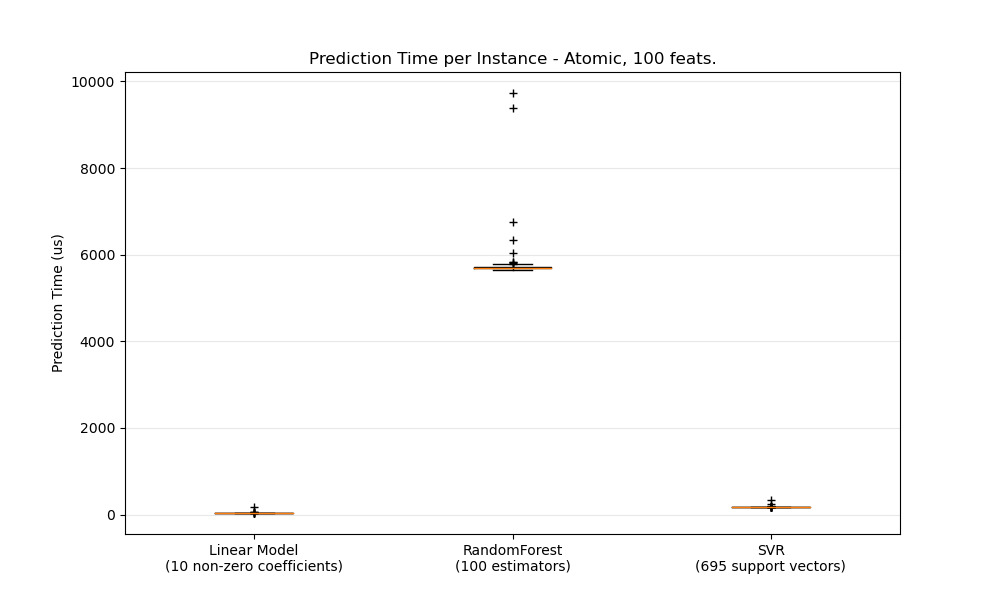 Prediction Time per Instance - Atomic, 100 feats.
Prediction Time (us)
10000
8000
6000
4000
2000
0
Linear Model
(10 non-zero coefficients)
RandomForest
(100 estimators)
SVR
(695 support vectors)